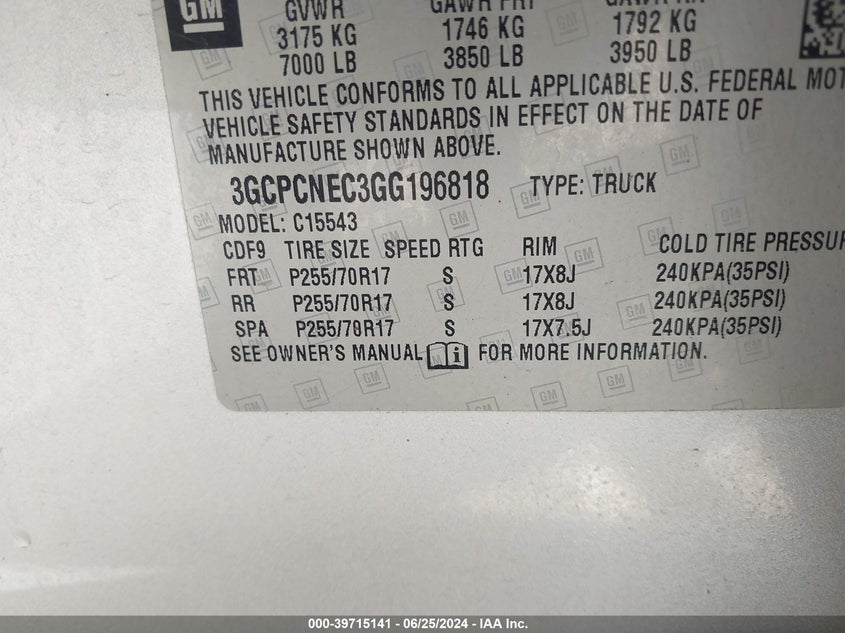 GM
GVWR GAWR FRT
3175 KG 1746 KG 1792 KG
7000 LB 3850 LB 3950 LB
THIS VEHICLE CONFORMS TO ALL APPLICABLE U.S. FEDERAL MOT
VEHICLE SAFETY STANDARDS IN EFFECT ON THE DATE OF
MANUFACTURE SHOWN ABOVE.
3GCPCNEC3GG196818 TYPE: TRUCK
MODEL: C15543
CDF9 TIRE SIZE SPEED RTG RIM COLD TIRE PRESSUR
FRT P255/70R17 S 17X8J 240KPA(35PSI)
RR P255/70R17 S 17X8J 240KPA(35PSI)
SPA P255/70R17 S 17X7.5J 240KPA(35PSI)
SEE OWNER'S MANUAL FOR MORE INFORMATION.
000-39715141 - 06/25/2024 - IAA Inc.